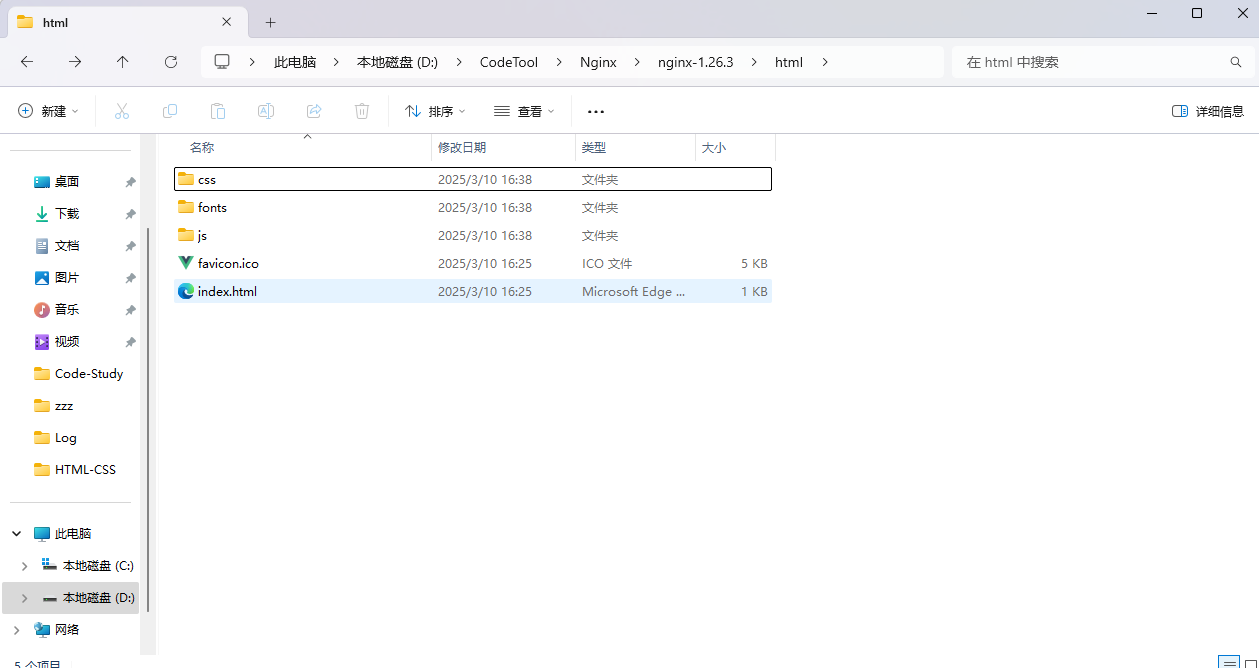 html
此电脑 本地磁盘 (D:) CodeTool Nginx nginx-1.26.3 html 在 html 中搜索
新建 排序 查看 详细信息
名称 修改日期 类型 大小
css 2025/3/10 16:38 文件夹
fonts 2025/3/10 16:38 文件夹
js 2025/3/10 16:38 文件夹
favicon.ico 2025/3/10 16:25 ICO 文件 5 KB
index.html 2025/3/10 16:25 Microsoft Edge ... 1 KB
桌面
下载
文档
图片
音乐
视频
Code-Study
zzz
Log
HTML-CSS
此电脑
本地磁盘 (C:)
本地磁盘 (D:)
网络
5 个项目